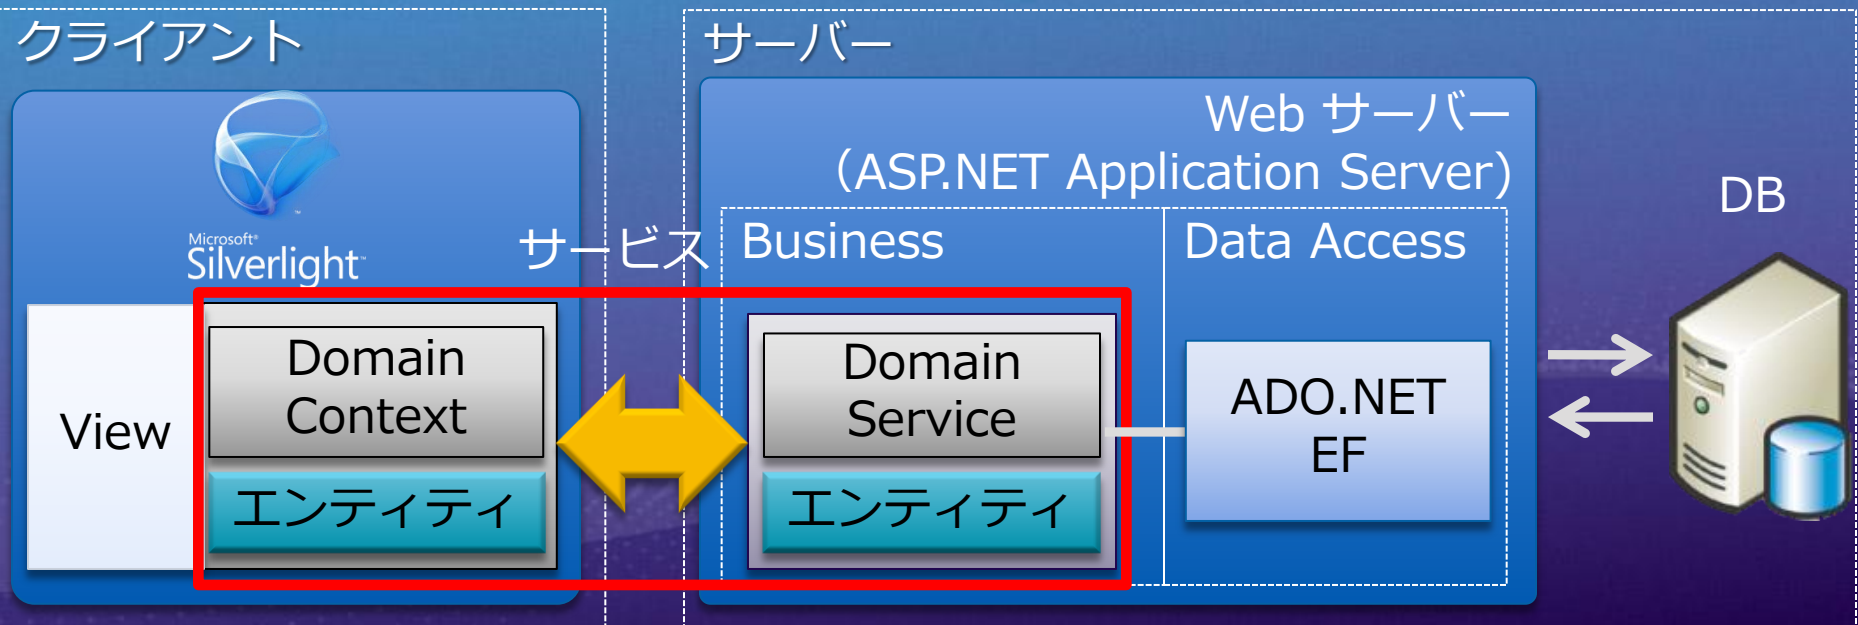 クライアント
Microsoft®
Silverlight™
View
Domain
Context
エンティティ
サービス
サーバー
Web サーバー
（ASP.NET Application Server)
Business
Domain
Service
エンティティ
Data Access
ADO.NET
EF
DB